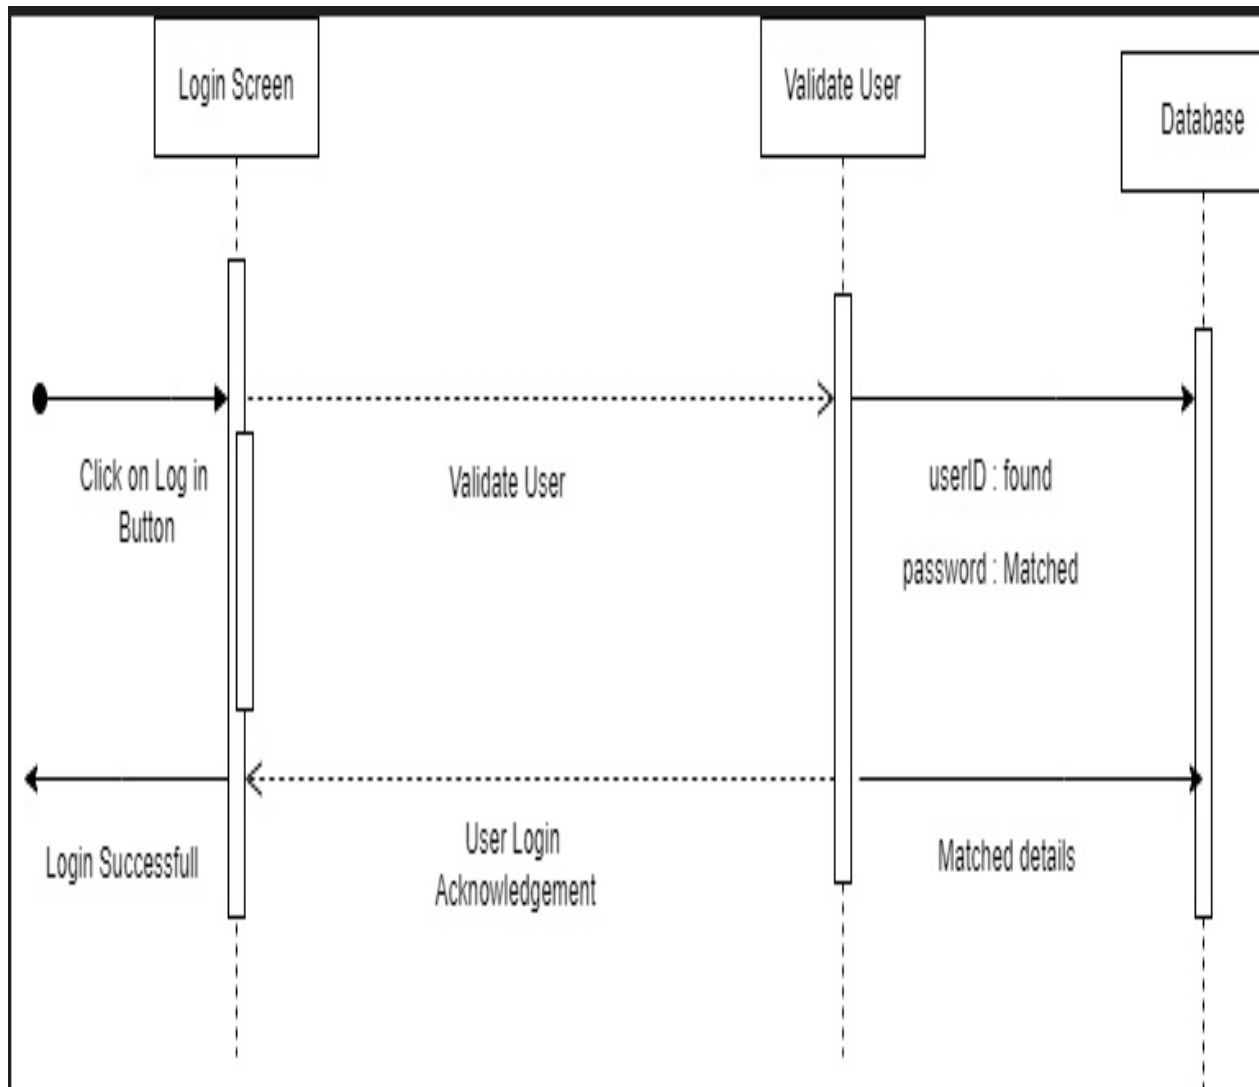 Login Screen
Validate User
Database
Click on Log in
Button
Validate User
userID : found
password : Matched
Login Successfull
User Login
Acknowledgement
Matched details